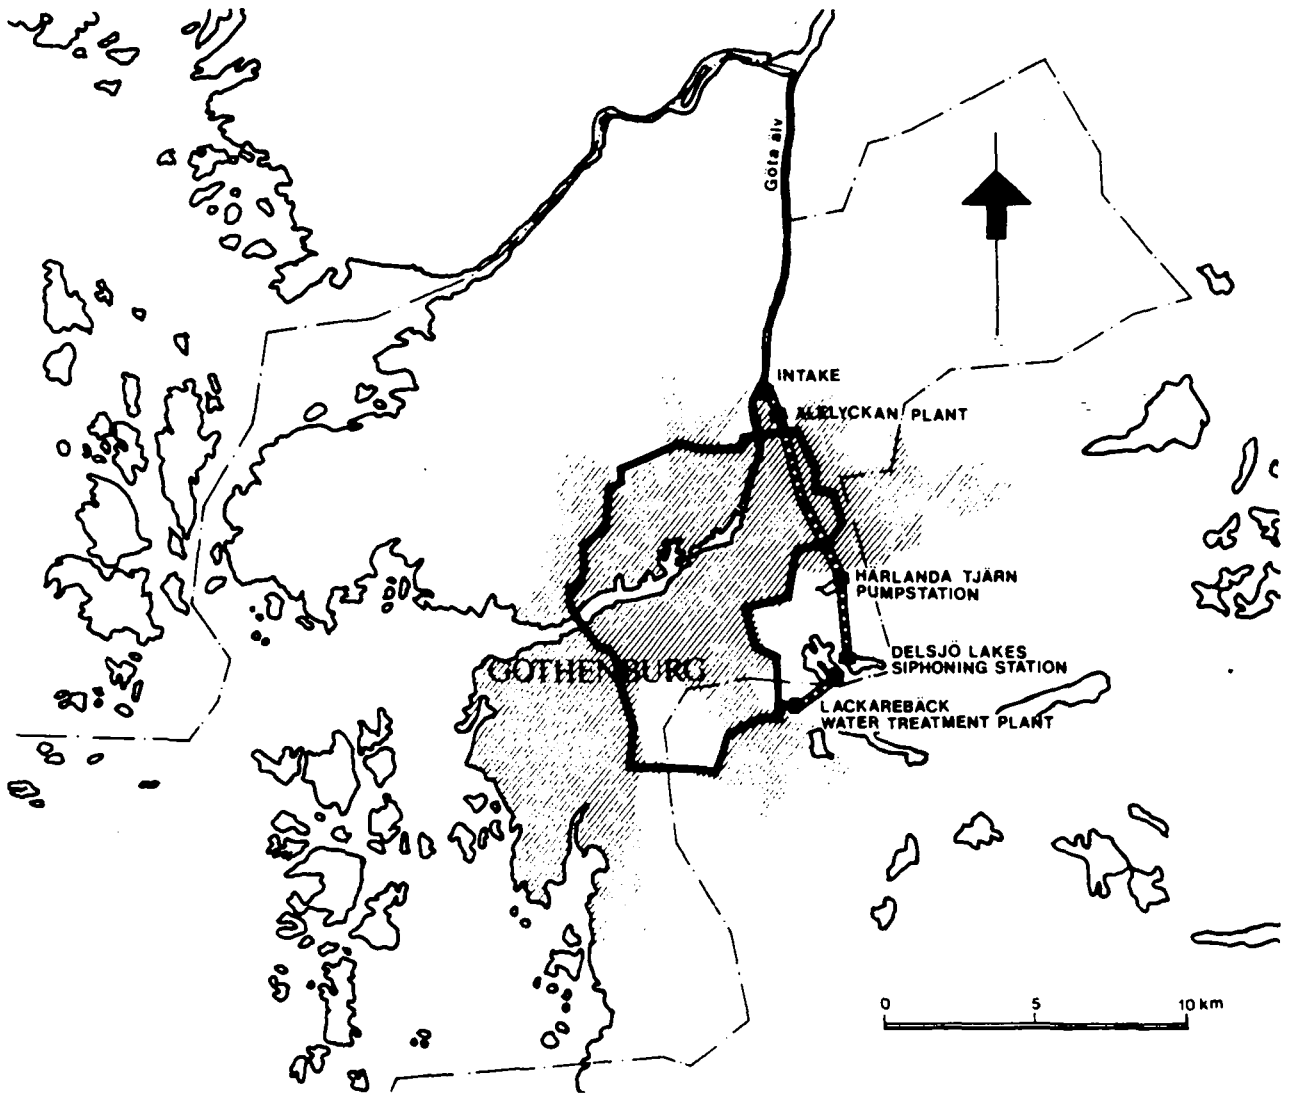 Göta älv
INTAKE
ALELYCKAN PLANT
HÄRLANDA TJÄRN
PUMPSTATION
DELSJÖ LAKES
SIPHONING STATION
GOTHENBURG
LACKAREBÄCK
WATER TREATMENT PLANT
0 5 10 km